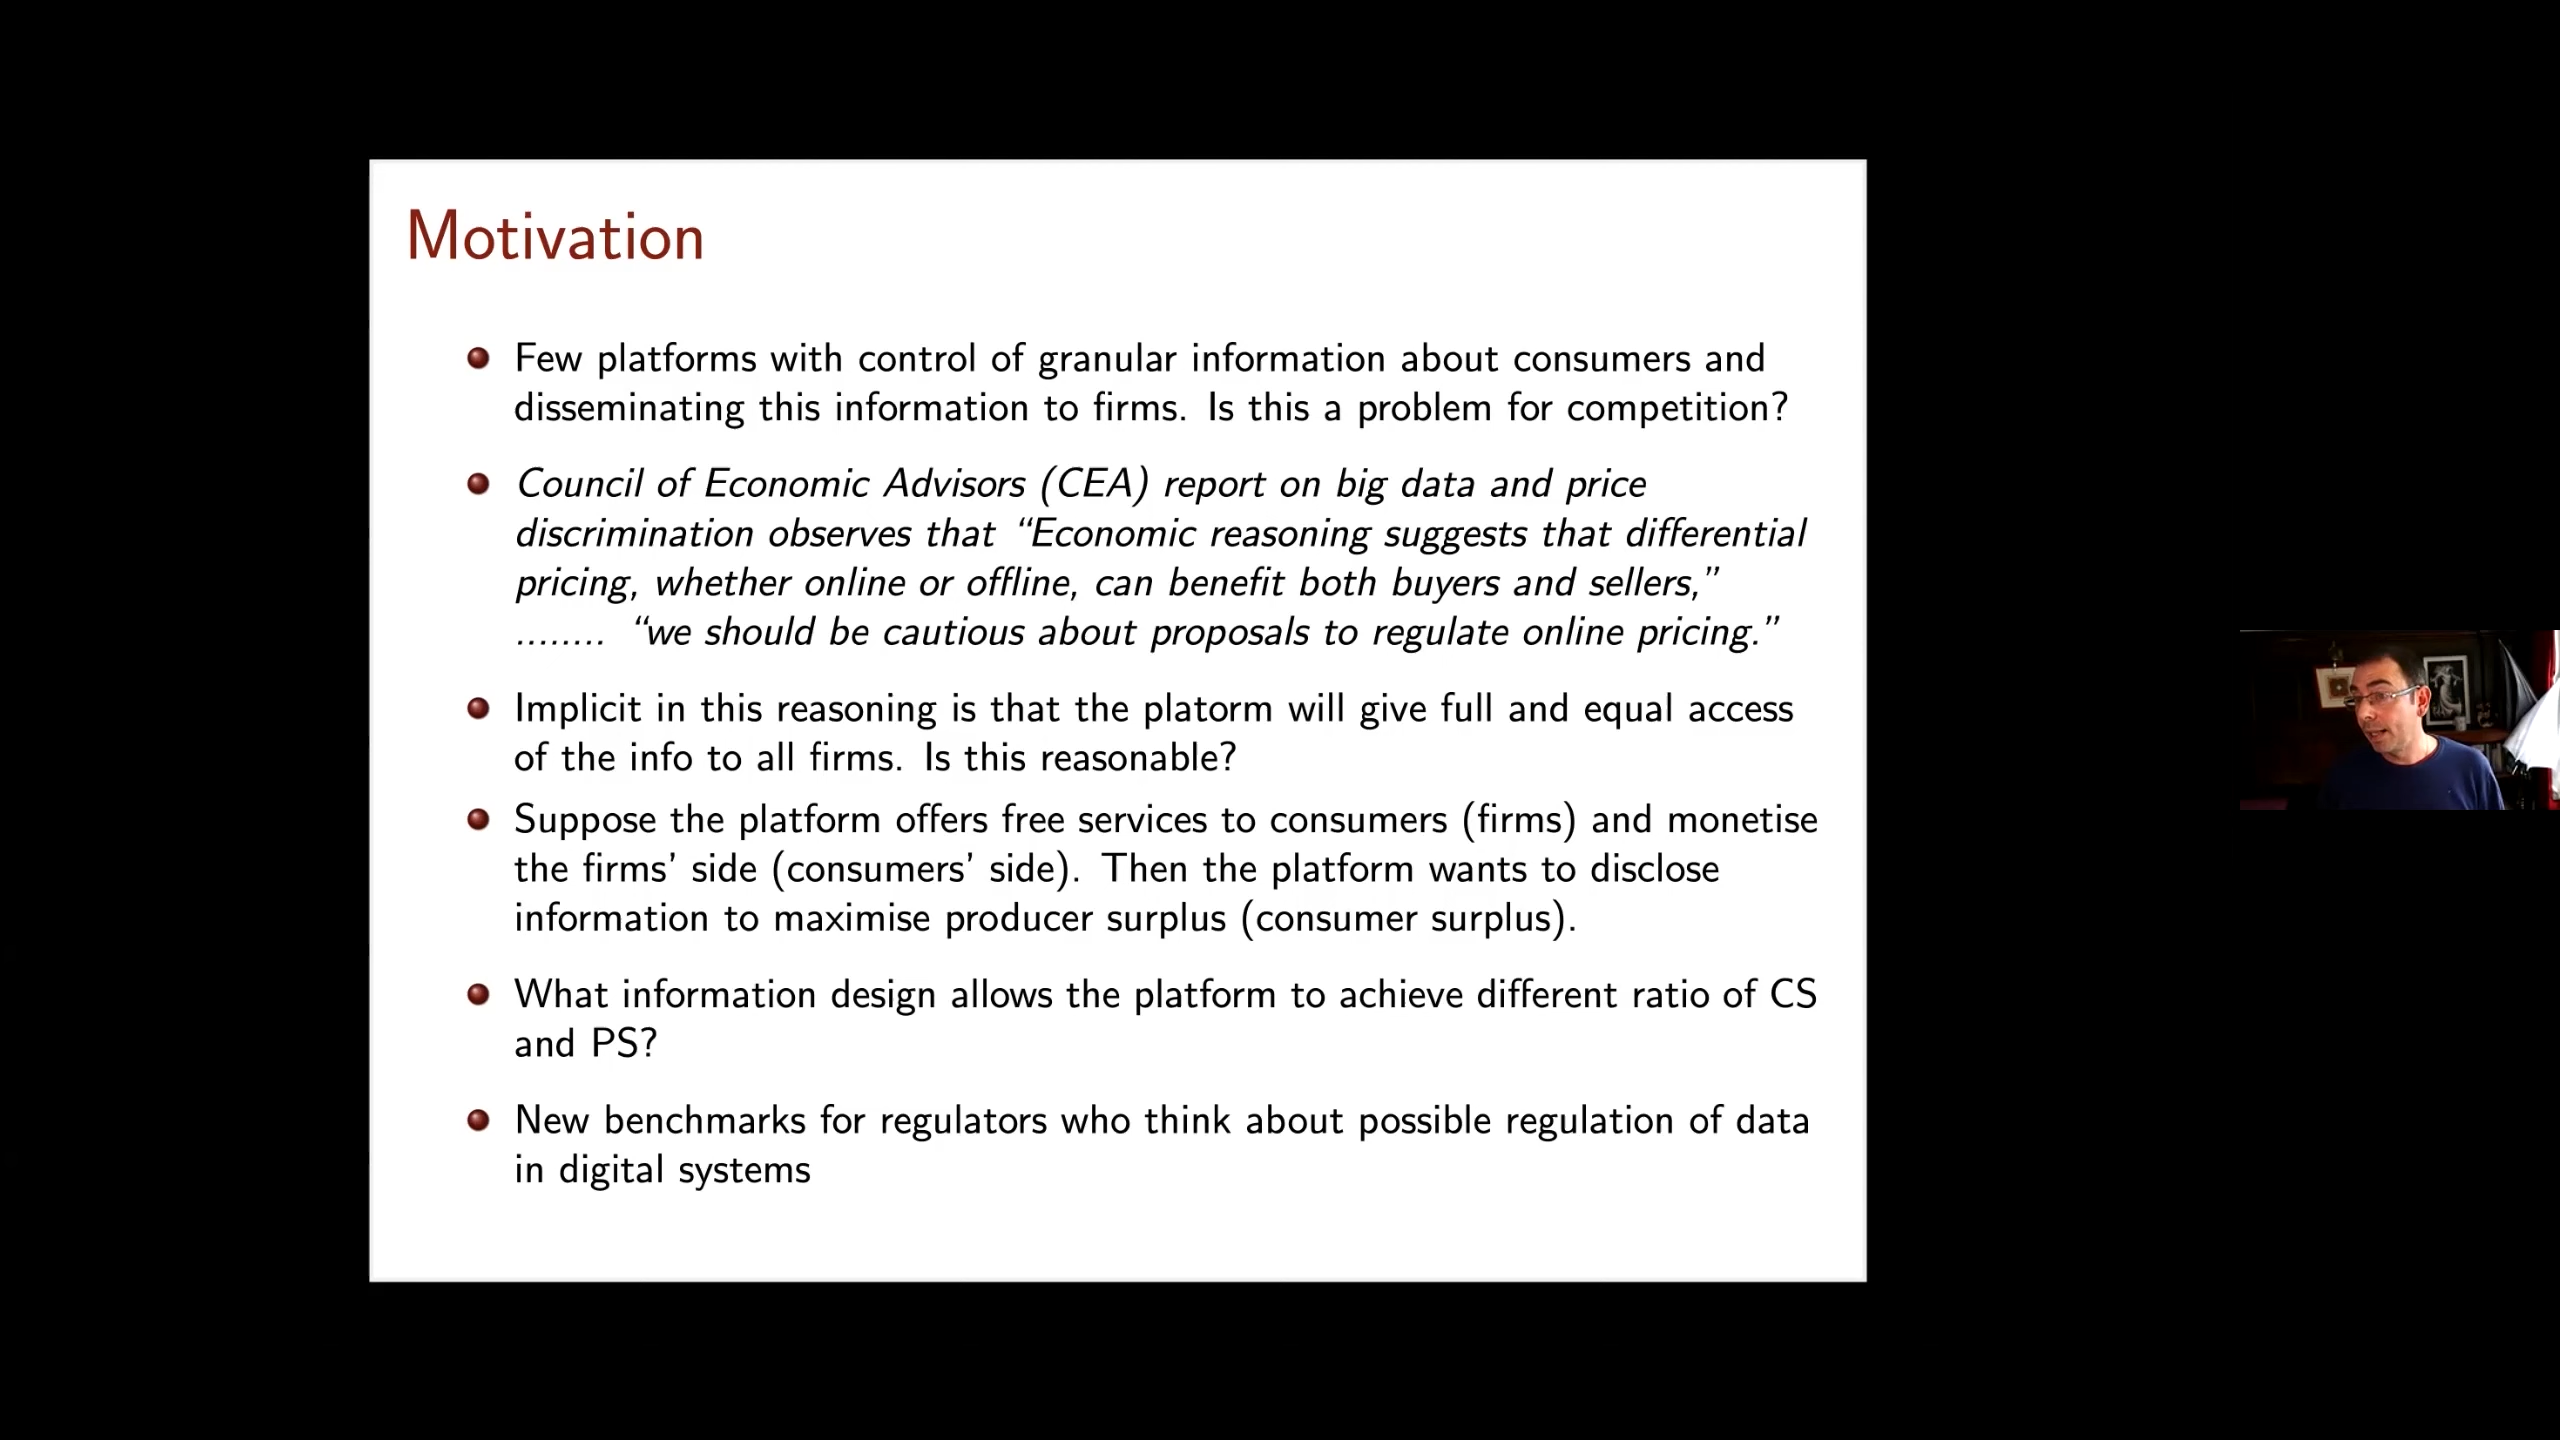 Motivation
Few platforms with control of granular information about consumers and
disseminating this information to firms. Is this a problem for competition?
Council of Economic Advisors (CEA) report on big data and price
discrimination observes that “Economic reasoning suggests that differential
pricing, whether online or offline, can benefit both buyers and sellers,”
........ “we should be cautious about proposals to regulate online pricing.”
Implicit in this reasoning is that the platorm will give full and equal access
of the info to all firms. Is this reasonable?
Suppose the platform offers free services to consumers (firms) and monetise
the firms’ side (consumers’ side). Then the platform wants to disclose
information to maximise producer surplus (consumer surplus).
What information design allows the platform to achieve different ratio of CS
and PS?
New benchmarks for regulators who think about possible regulation of data
in digital systems